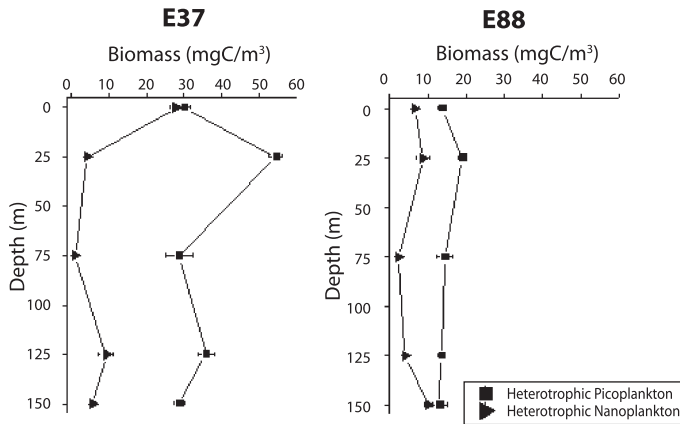 E37
Biomass (mgC/m³)
0 10 20 30 40 50 60
Depth (m)
0
25
50
75
100
125
150
E88
Biomass (mgC/m³)
0 10 20 30 40 50 60
Depth (m)
0
25
50
75
100
125
150
Heterotrophic Picoplankton
Heterotrophic Nanoplankton